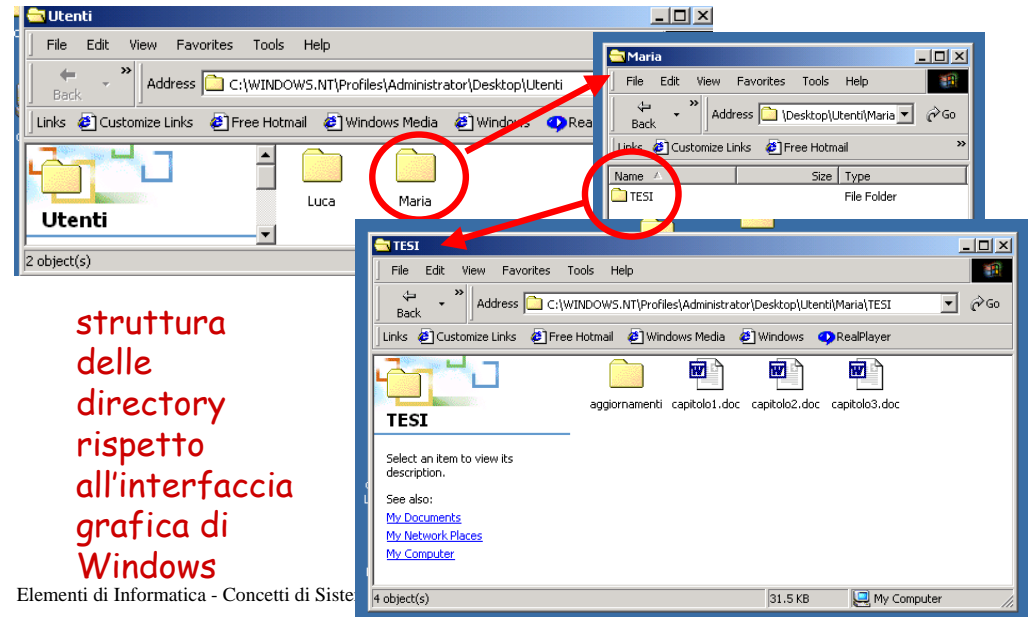 Utenti
File Edit View Favorites Tools Help
Back » Address C:\WINDOWS.NT\Profiles\Administrator\Desktop\Utenti
Links Customize Links Free Hotmail Windows Media Windows Rea
Utenti
Luca Maria
2 object(s)
Maria
File Edit View Favorites Tools Help
Back » Address \Desktop\Utenti\Maria Go
Links Customize Links Free Hotmail »
Name Size Type
TESI File Folder
TESI
File Edit View Favorites Tools Help
Back » Address C:\WINDOWS.NT\Profiles\Administrator\Desktop\Utenti\Maria\TESI Go
Links Customize Links Free Hotmail Windows Media Windows RealPlayer
TESI
aggiornamenti capitolo1.doc capitolo2.doc capitolo3.doc
Select an item to view its
description.
See also:
My Documents
My Network Places
My Computer
4 object(s) 31.5 KB My Computer
struttura
delle
directory
rispetto
all'interfaccia
grafica di
Windows
Elementi di Informatica - Concetti di Siste